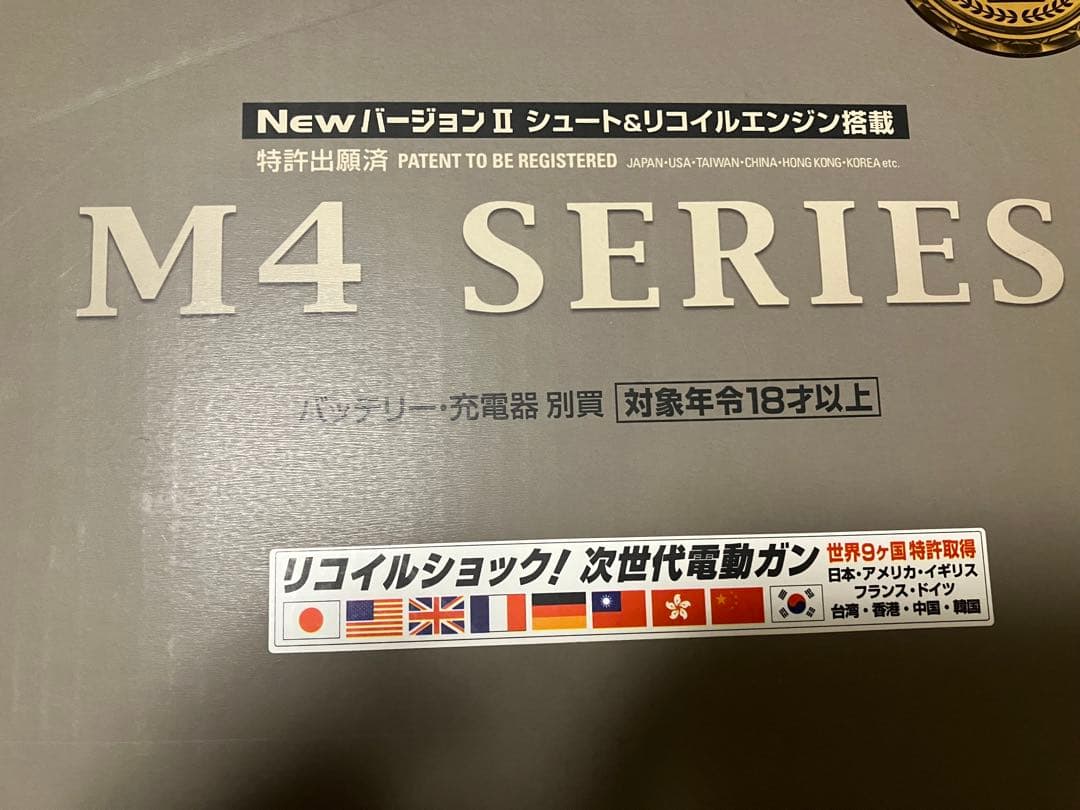 New バージョンⅡ シュート&リコイルエンジン搭載
特許出願済 PATENT TO BE REGISTERED JAPAN・USA・TAIWAN・CHINA・HONG KONG・KOREA etc.
M4 SERIES
バッテリー・充電器 別買 対象年令18才以上
リコイルショック! 次世代電動ガン
世界9ヶ国 特許取得
日本・アメリカ・イギリス
フランス・ドイツ
台湾・香港・中国・韓国